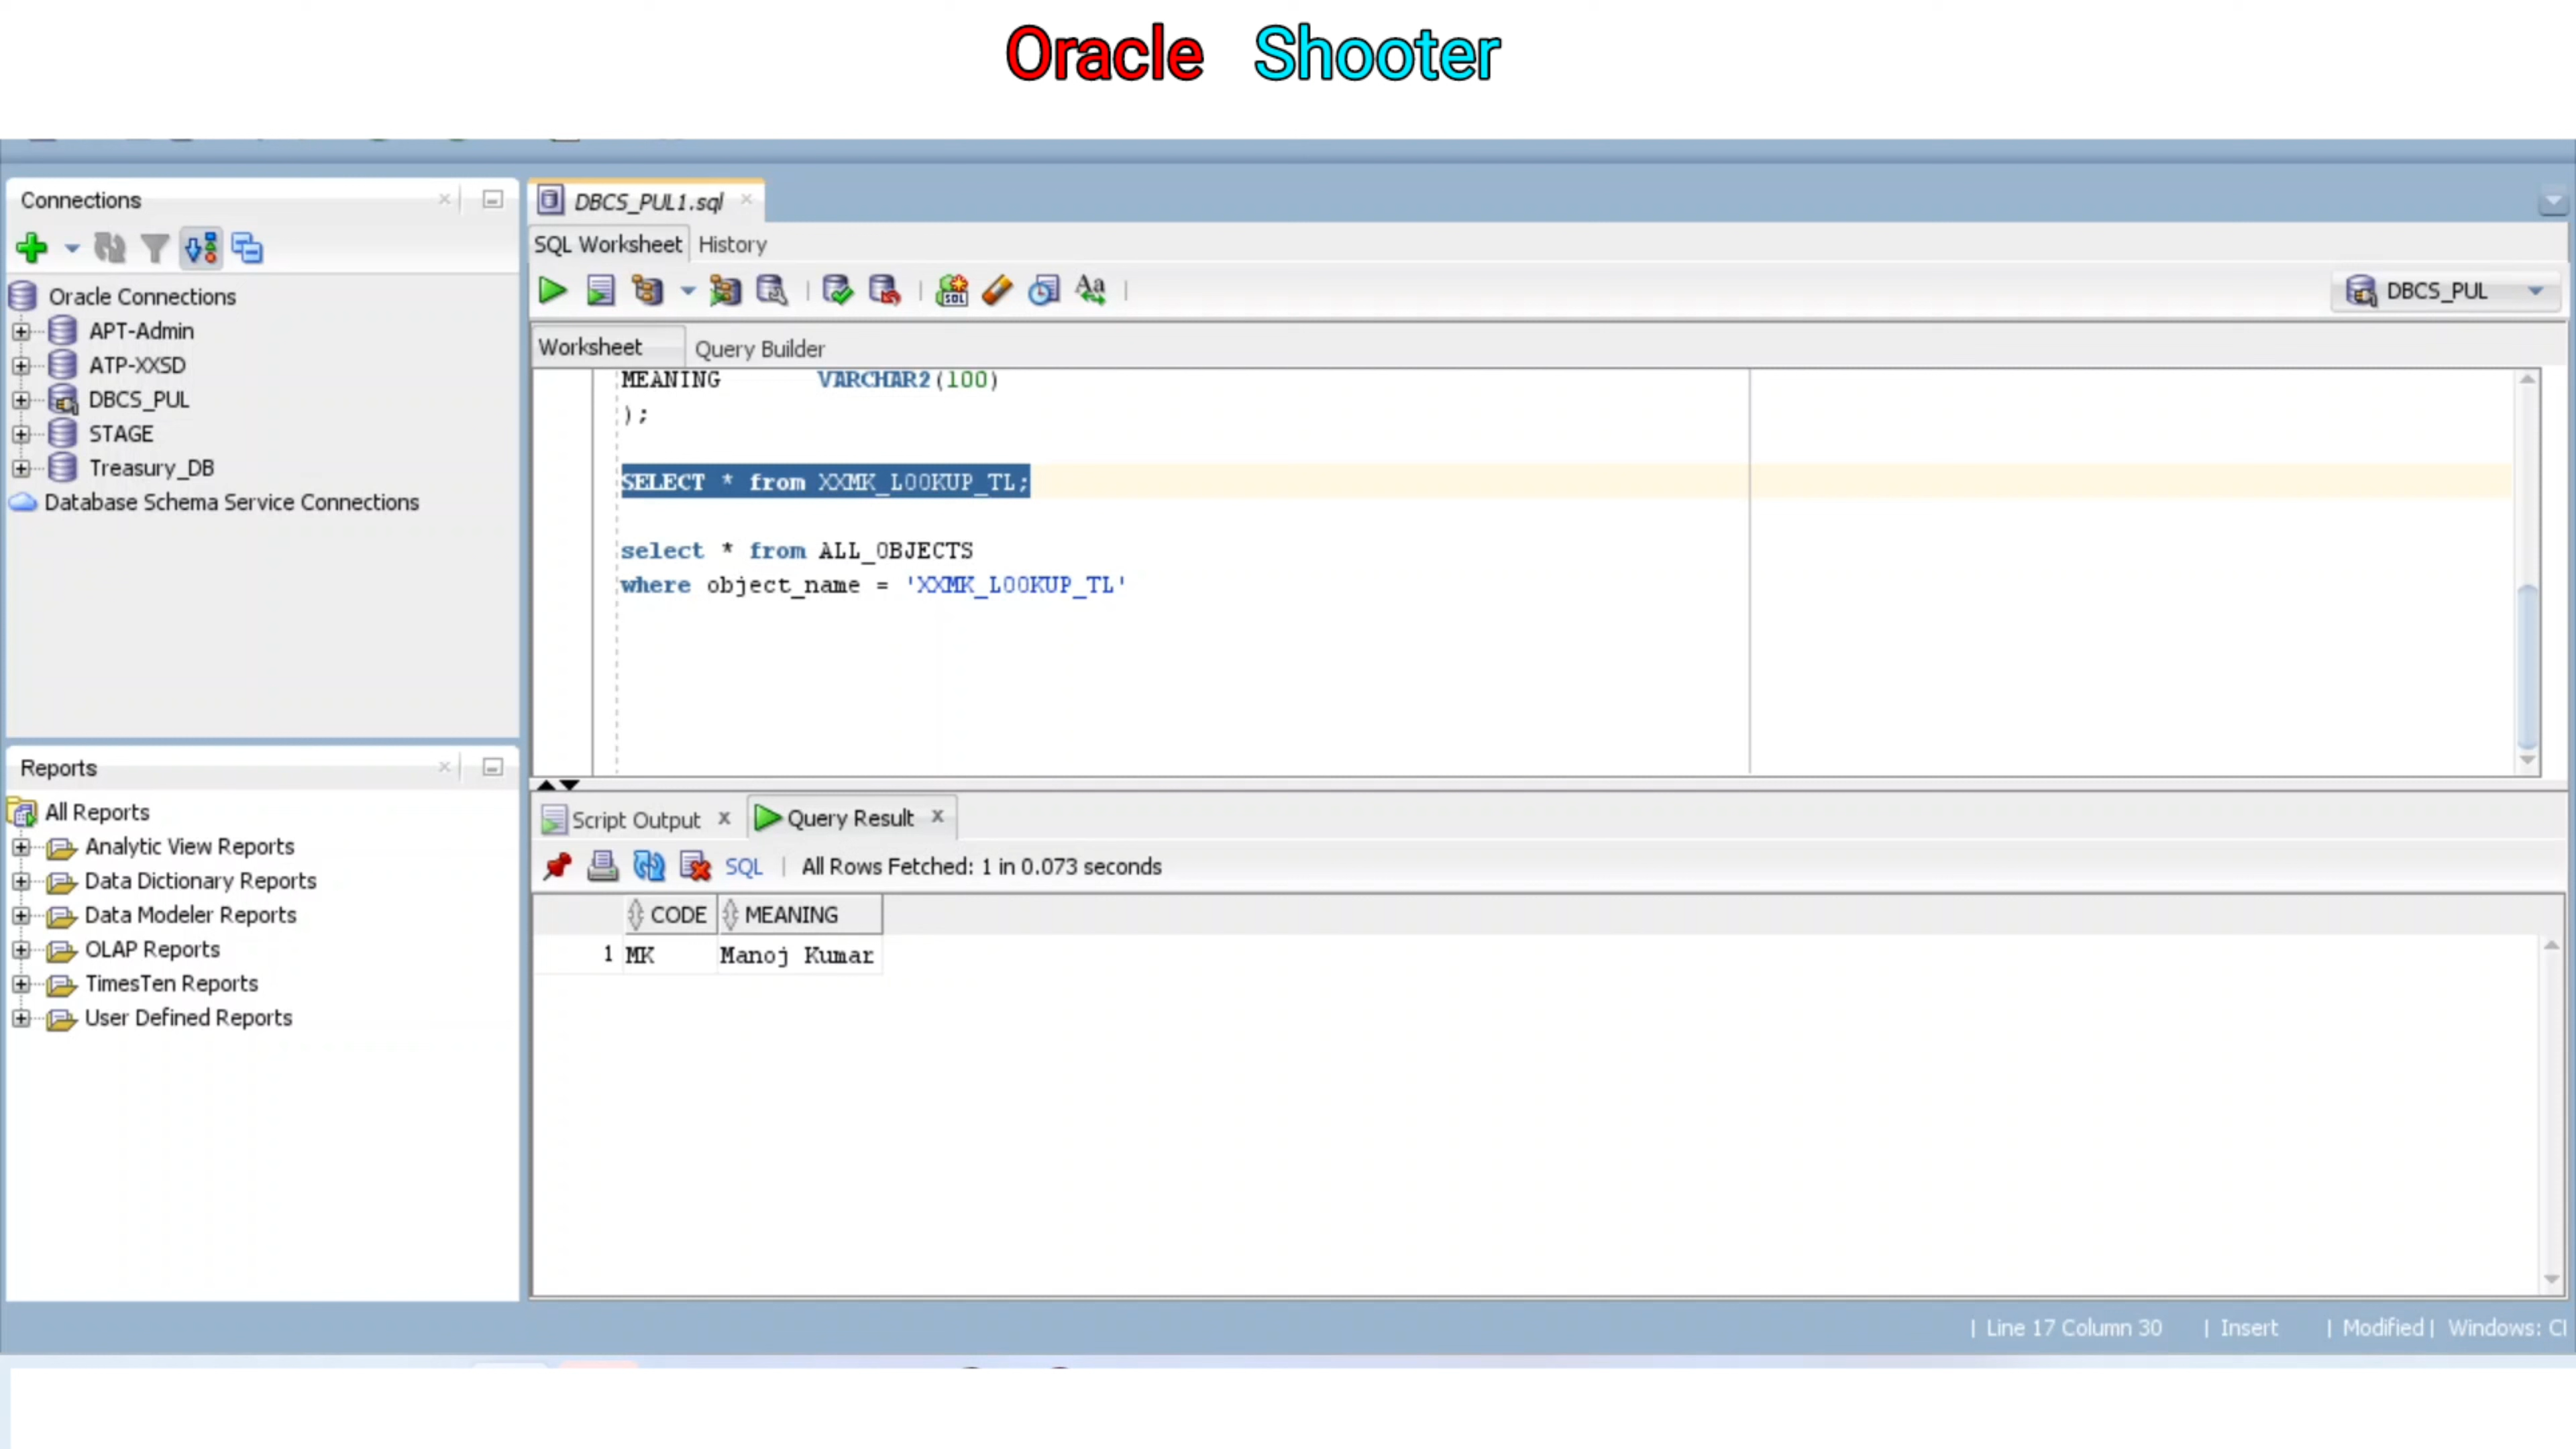 Oracle Shooter
Connections
Oracle Connections
APT-Admin
ATP-XXSD
DBCS_PUL
STAGE
Treasury_DB
Database Schema Service Connections
Reports
All Reports
Analytic View Reports
Data Dictionary Reports
Data Modeler Reports
OLAP Reports
TimesTen Reports
User Defined Reports
DBCS_PUL1.sql
SQL Worksheet History
SQL Aa
DBCS_PUL
Worksheet Query Builder
MEANING VARCHAR2(100)
);
SELECT * from XXMK_LOOKUP_TL;
select * from ALL_OBJECTS
where object_name = 'XXMK_LOOKUP_TL'
Script Output Query Result
SQL | All Rows Fetched: 1 in 0.073 seconds
CODE MEANING
1 MK Manoj Kumar
| Line 17 Column 30 | Insert | Modified | Windows: Cl